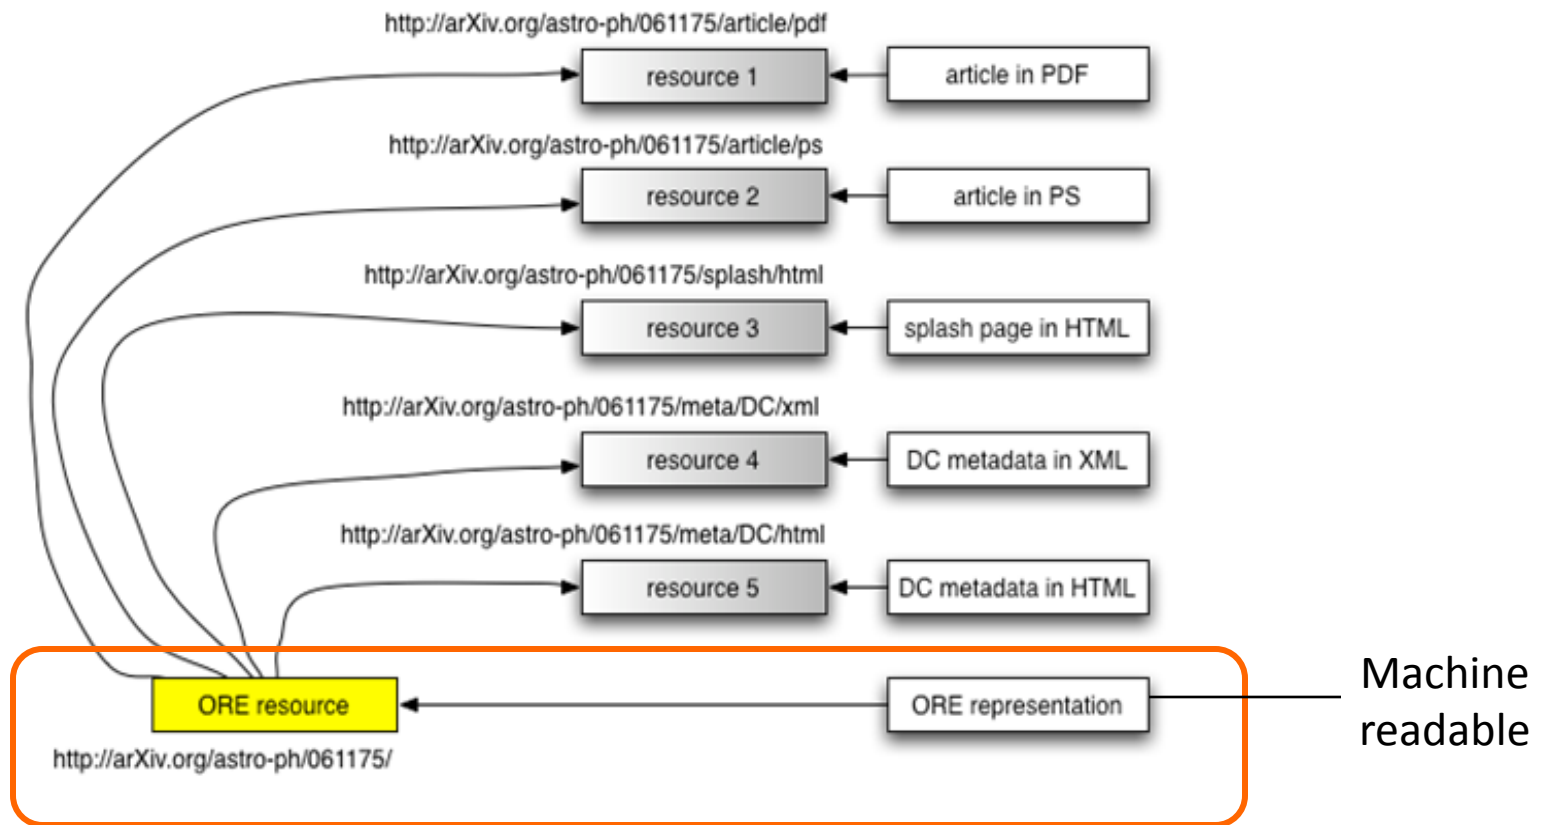 http://arXiv.org/astro-ph/061175/article/pdf
resource 1
article in PDF
http://arXiv.org/astro-ph/061175/article/ps
resource 2
article in PS
http://arXiv.org/astro-ph/061175/splash/html
resource 3
splash page in HTML
http://arXiv.org/astro-ph/061175/meta/DC/xml
resource 4
DC metadata in XML
http://arXiv.org/astro-ph/061175/meta/DC/html
resource 5
DC metadata in HTML
ORE resource
ORE representation
Machine
readable
http://arXiv.org/astro-ph/061175/